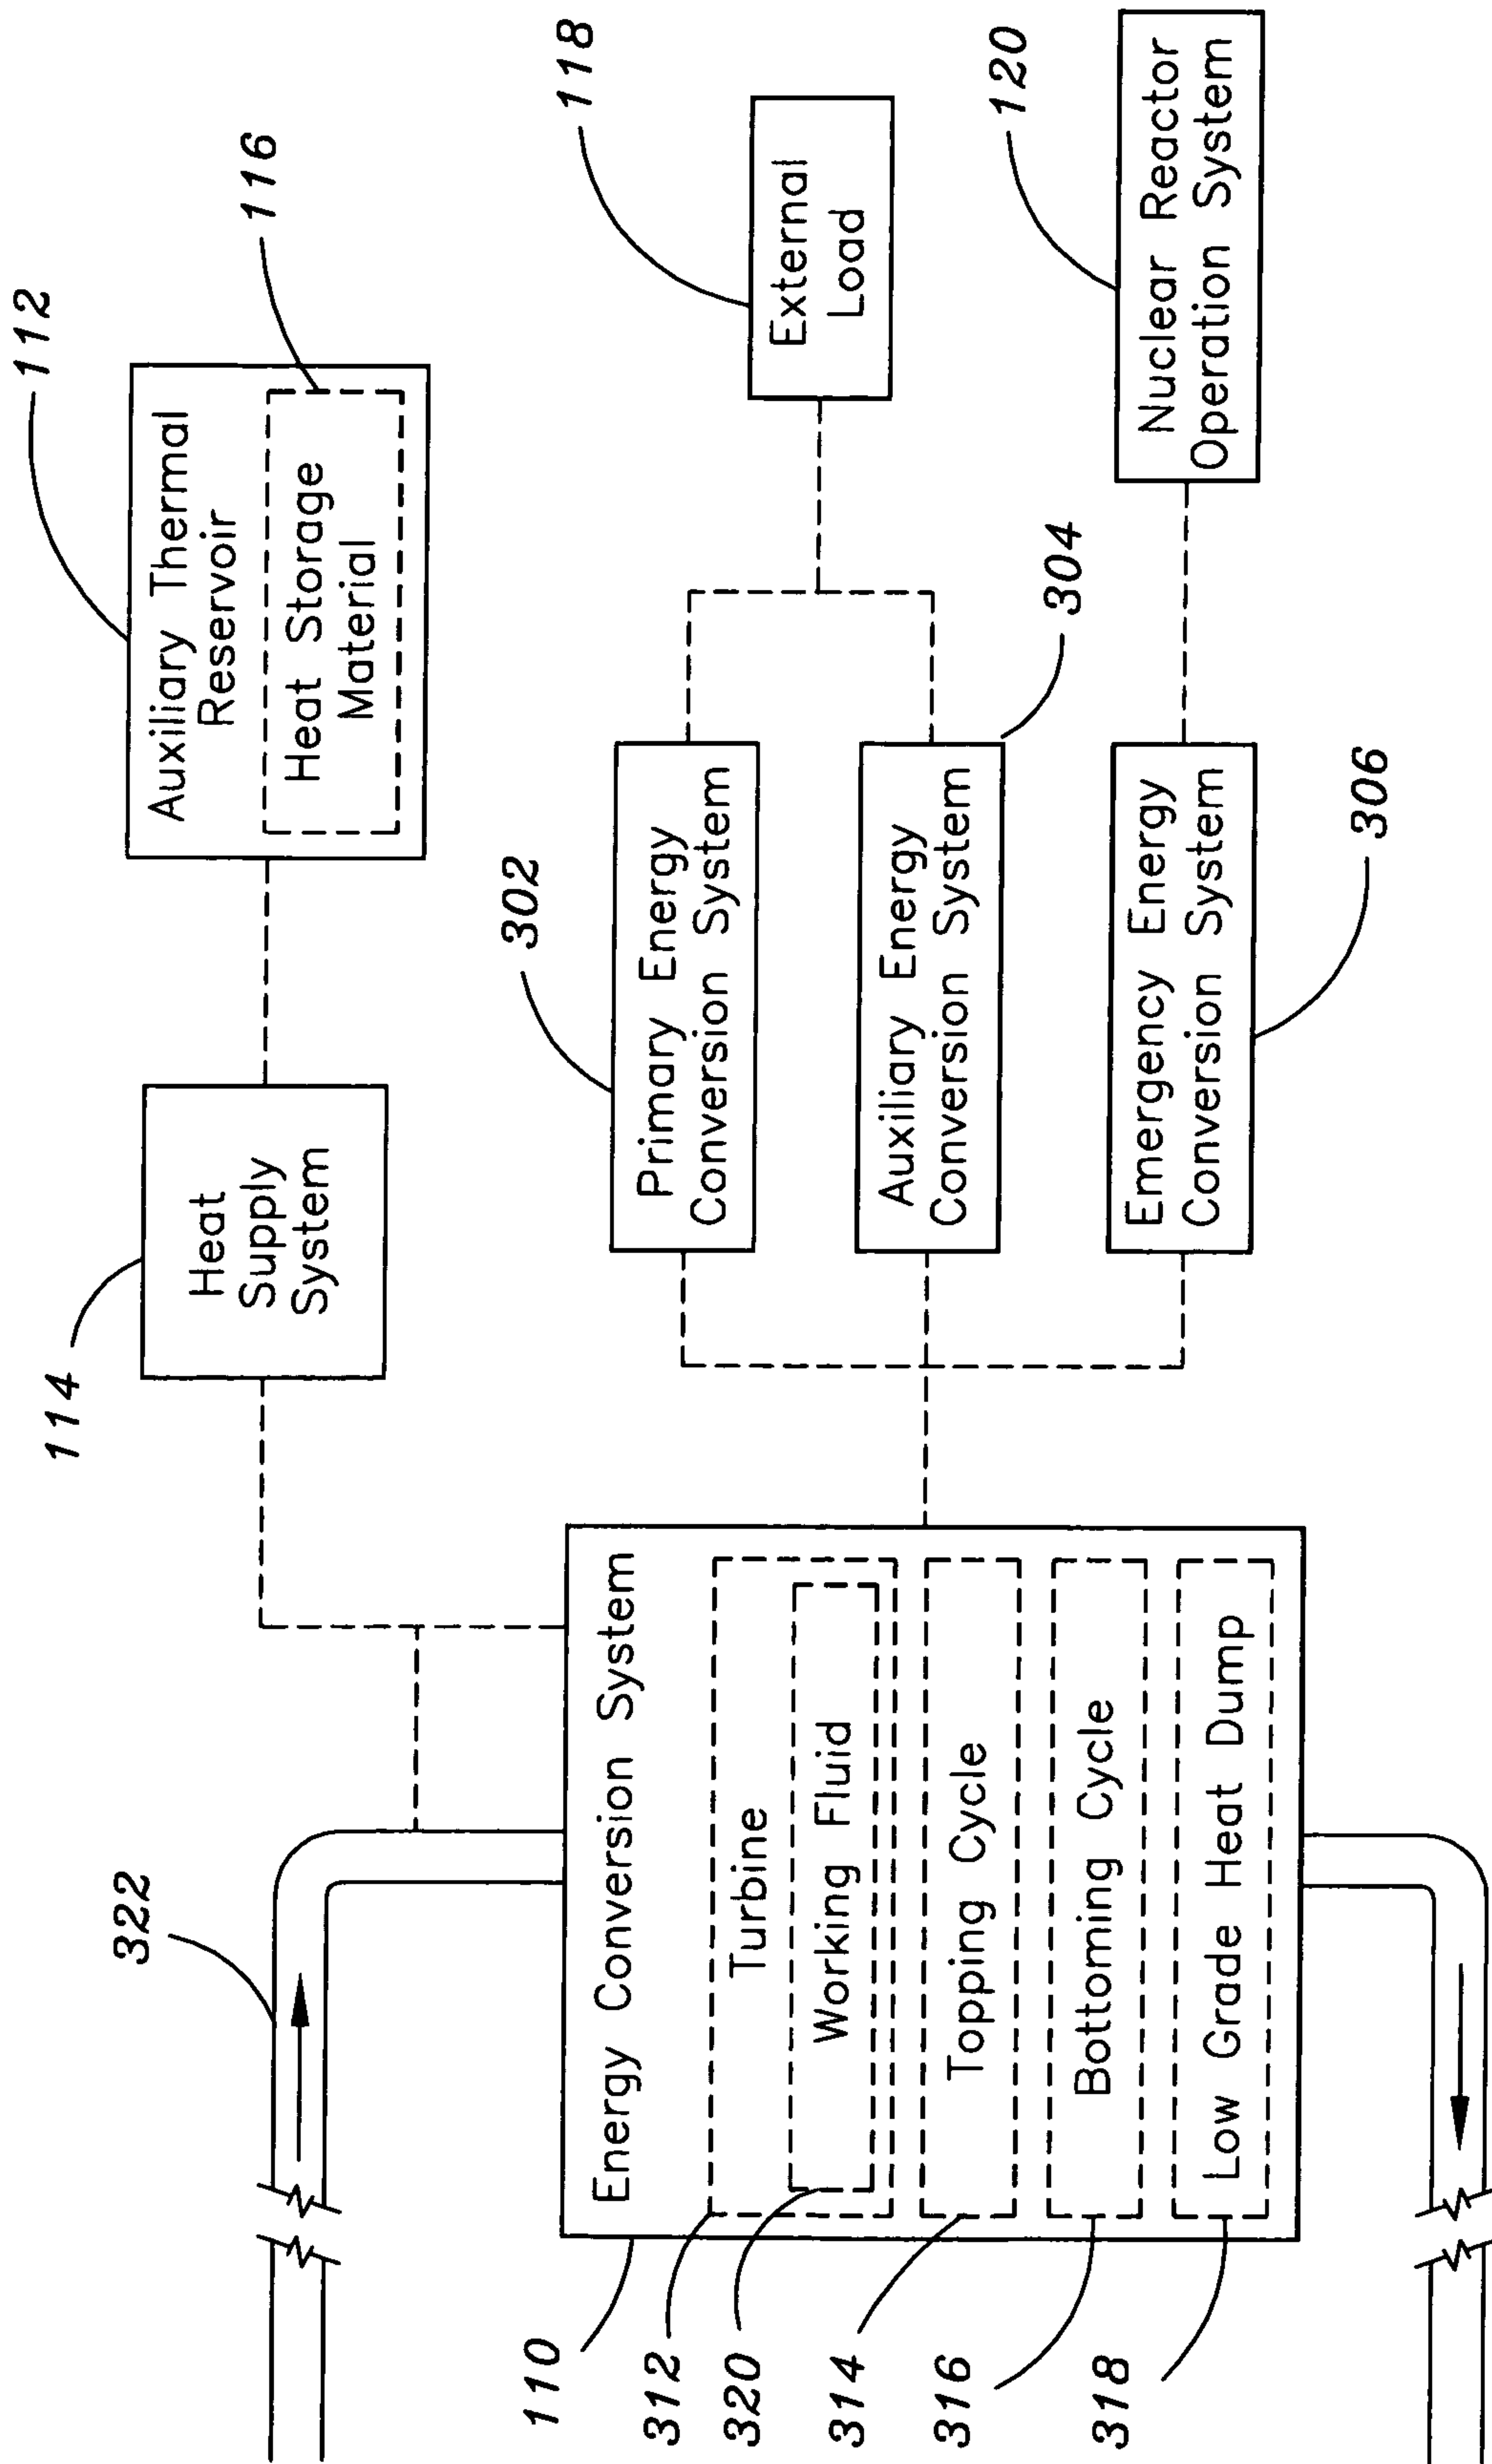 112
Auxiliary Thermal
Reservoir
116
Heat Storage
Material
114
Heat
Supply
System
322
118
External
Load
120
Nuclear Reactor
Operation System
302
Primary Energy
Conversion System
304
Auxiliary Energy
Conversion System
306
Emergency Energy
Conversion System
110
Energy Conversion System
312
Turbine
320
Working Fluid
314
Topping Cycle
316
Bottoming Cycle
318
Low Grade Heat Dump